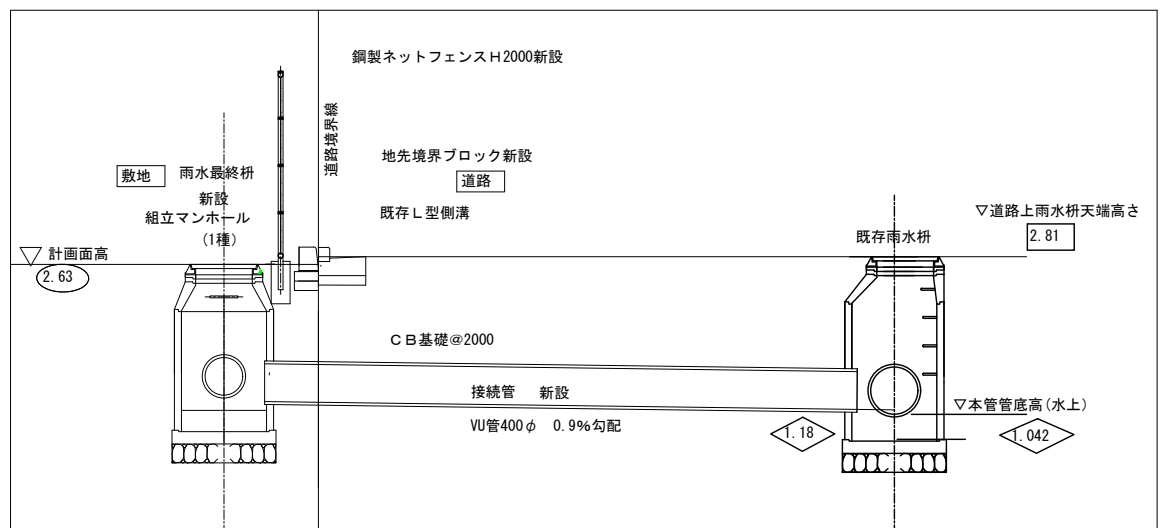 鋼製ネットフェンスH2000新設
道路境界線
地先境界ブロック新設
敷地 雨水最終枡
道路
新設
組立マンホール
(1種)
既存L型側溝
▽道路上雨水枡天端高さ
2.81
既存雨水枡
▽ 計画面高
2.63
CB基礎@2000
接続管 新設
VU管400φ 0.9%勾配
▽本管管底高(水上)
1.18
1.042